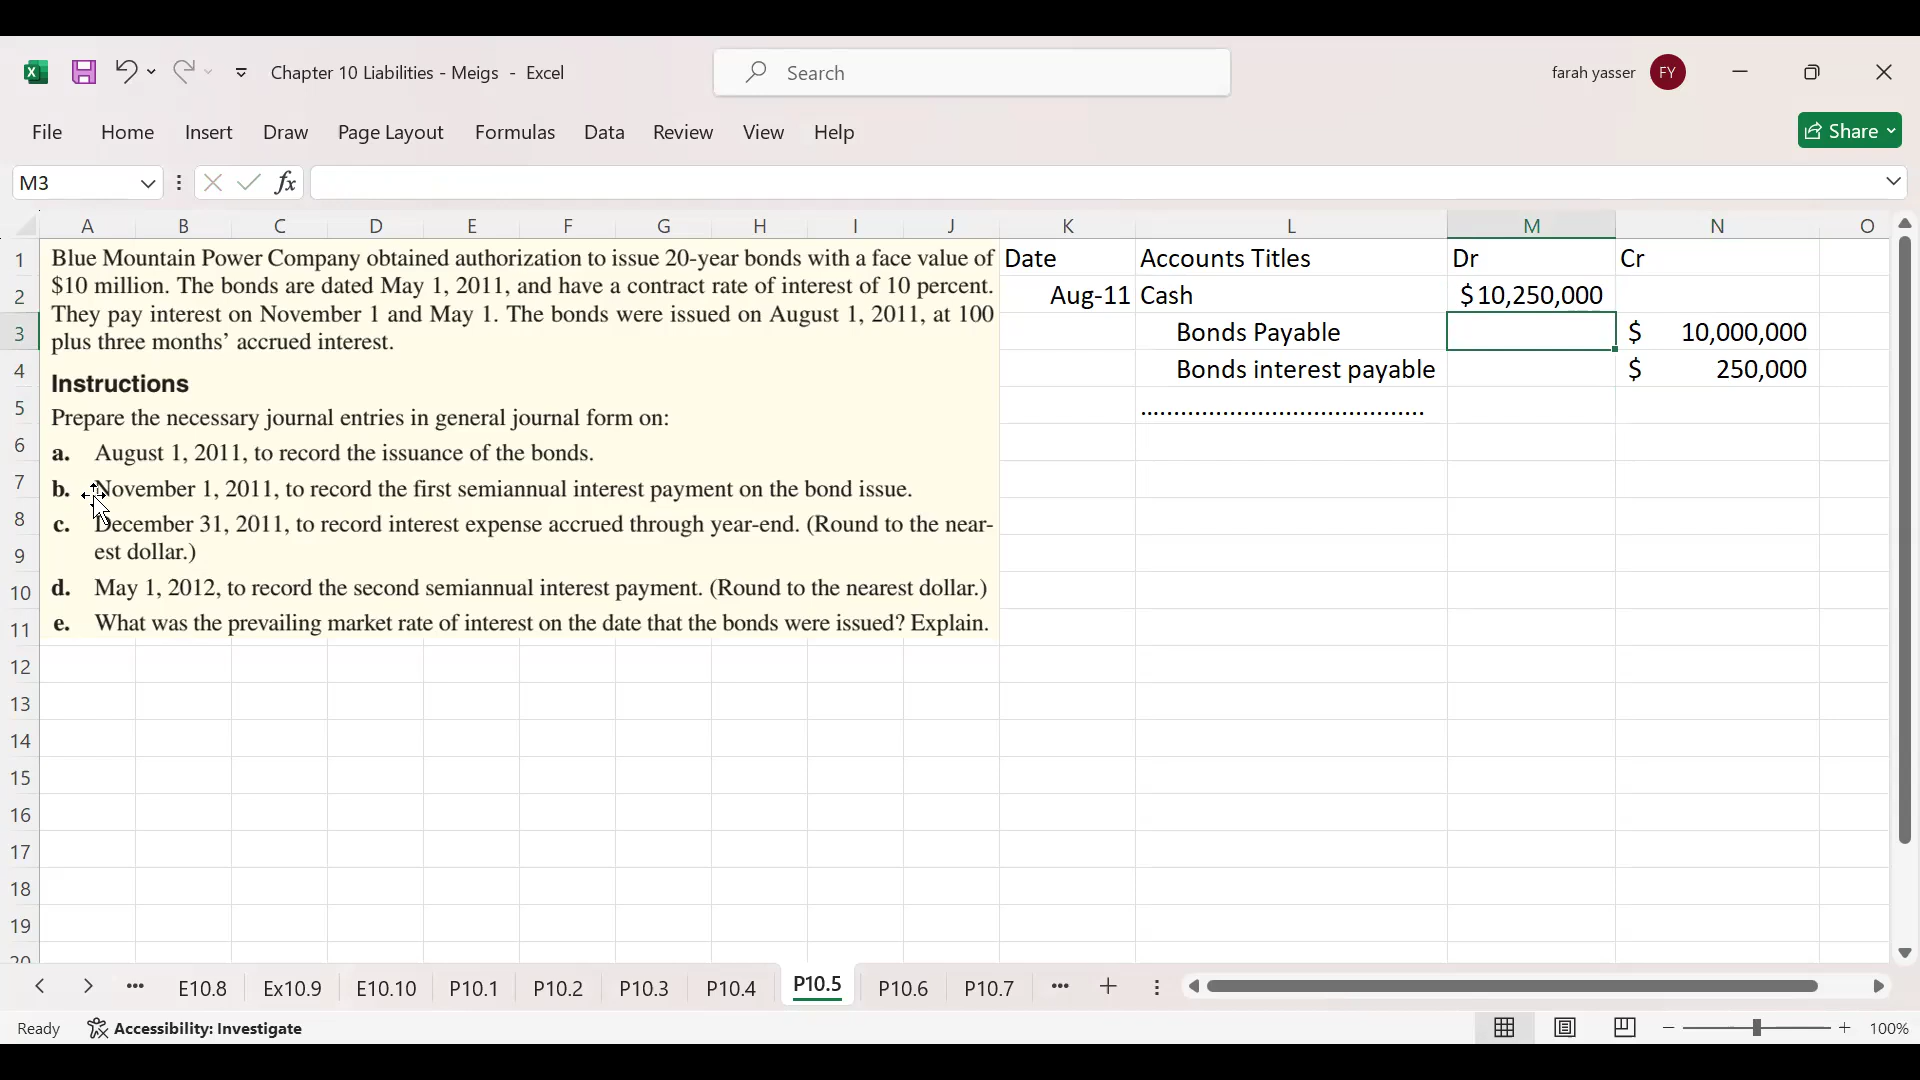 Chapter 10 Liabilities - Meigs - Excel
Search
farah yasser
FY
File Home Insert Draw Page Layout Formulas Data Review View Help
Share
M3
fx
A B C D E F G H I J K L M N O
1 Blue Mountain Power Company obtained authorization to issue 20-year bonds with a face value of Date Accounts Titles Dr Cr
2 $10 million. The bonds are dated May 1, 2011, and have a contract rate of interest of 10 percent. Aug-11 Cash $10,250,000
3 They pay interest on November 1 and May 1. The bonds were issued on August 1, 2011, at 100 Bonds Payable $ 10,000,000
plus three months' accrued interest.
4 Bonds interest payable $ 250,000
Instructions
5 Prepare the necessary journal entries in general journal form on: ...........................................
6 a. August 1, 2011, to record the issuance of the bonds.
7 b. November 1, 2011, to record the first semiannual interest payment on the bond issue.
8 c. December 31, 2011, to record interest expense accrued through year-end. (Round to the near-
9 est dollar.)
10 d. May 1, 2012, to record the second semiannual interest payment. (Round to the nearest dollar.)
11 e. What was the prevailing market rate of interest on the date that the bonds were issued? Explain.
12
13
14
15
16
17
18
19
20
E10.8 Ex10.9 E10.10 P10.1 P10.2 P10.3 P10.4 P10.5 P10.6 P10.7
Ready Accessibility: Investigate 100%